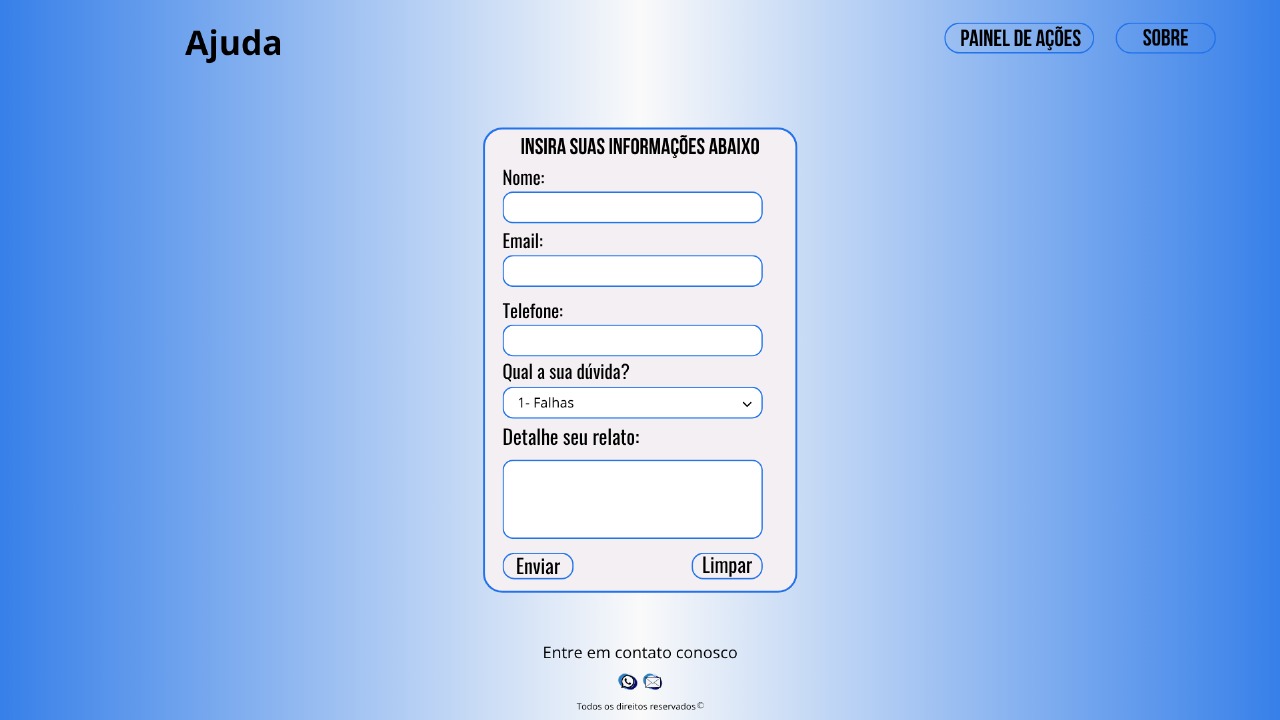 Ajuda
PAINEL DE AÇÕES
SOBRE
INSIRA SUAS INFORMAÇÕES ABAIXO
Nome:
Email:
Telefone:
Qual a sua dúvida?
1- Falhas
Detalhe seu relato:
Enviar
Limpar
Entre em contato conosco
Todos os direitos reservados©